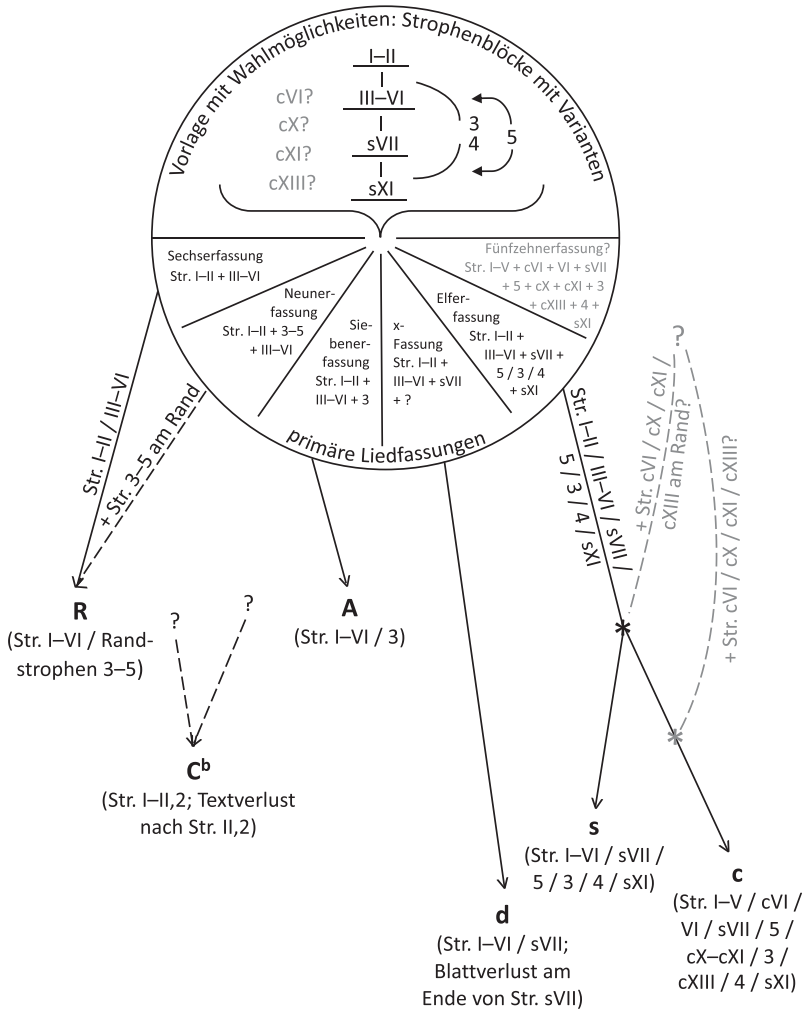 Vorlage mit Wahlmöglichkeiten: Strophenblöcke mit Varianten
I–II
cVI?
III–VI
cX?
3
cXI?
sVII
4
5
cXIII?
sXI
Sechserfassung
Str. I–II + III–VI
Neuner-
fassung
Str. I–II + 3–5
+ III–VI
Sie-
bener-
fassung
Str. I–II +
III–VI + 3
x-
Fassung
Str. I–II +
III–VI + sVII
+ ?
Elfer-
fassung
Str. I–II +
III–VI + sVII +
5 / 3 / 4
+ sXI
Fünfzehnerfassung?
Str. I–V + cVI + VI + sVII
+ 5 + cX + cXI + 3
+ cXIII + 4 +
sXI
primäre Liedfassungen
Str. I–II / III–VI
+ Str. 3–5 am Rand
Str. I–II / III–VI / sVII /
5 / 3 / 4 / sXI
?
+ Str. cVI / cX / cXI /
cXIII am Rand?
+ Str. cVI / cX / cXI / cXIII?
R
(Str. I–VI / Rand-
strophen 3–5)
?
?
A
(Str. I–VI / 3)
*
*
Cb
(Str. I–II,2; Textverlust
nach Str. II,2)
s
(Str. I–VI / sVII /
5 / 3 / 4 / sXI)
c
(Str. I–V / cVI /
VI / sVII / 5 /
cX–cXI / 3 /
cXIII / 4 / sXI)
d
(Str. I–VI / sVII;
Blattverlust am
Ende von Str. sVII)